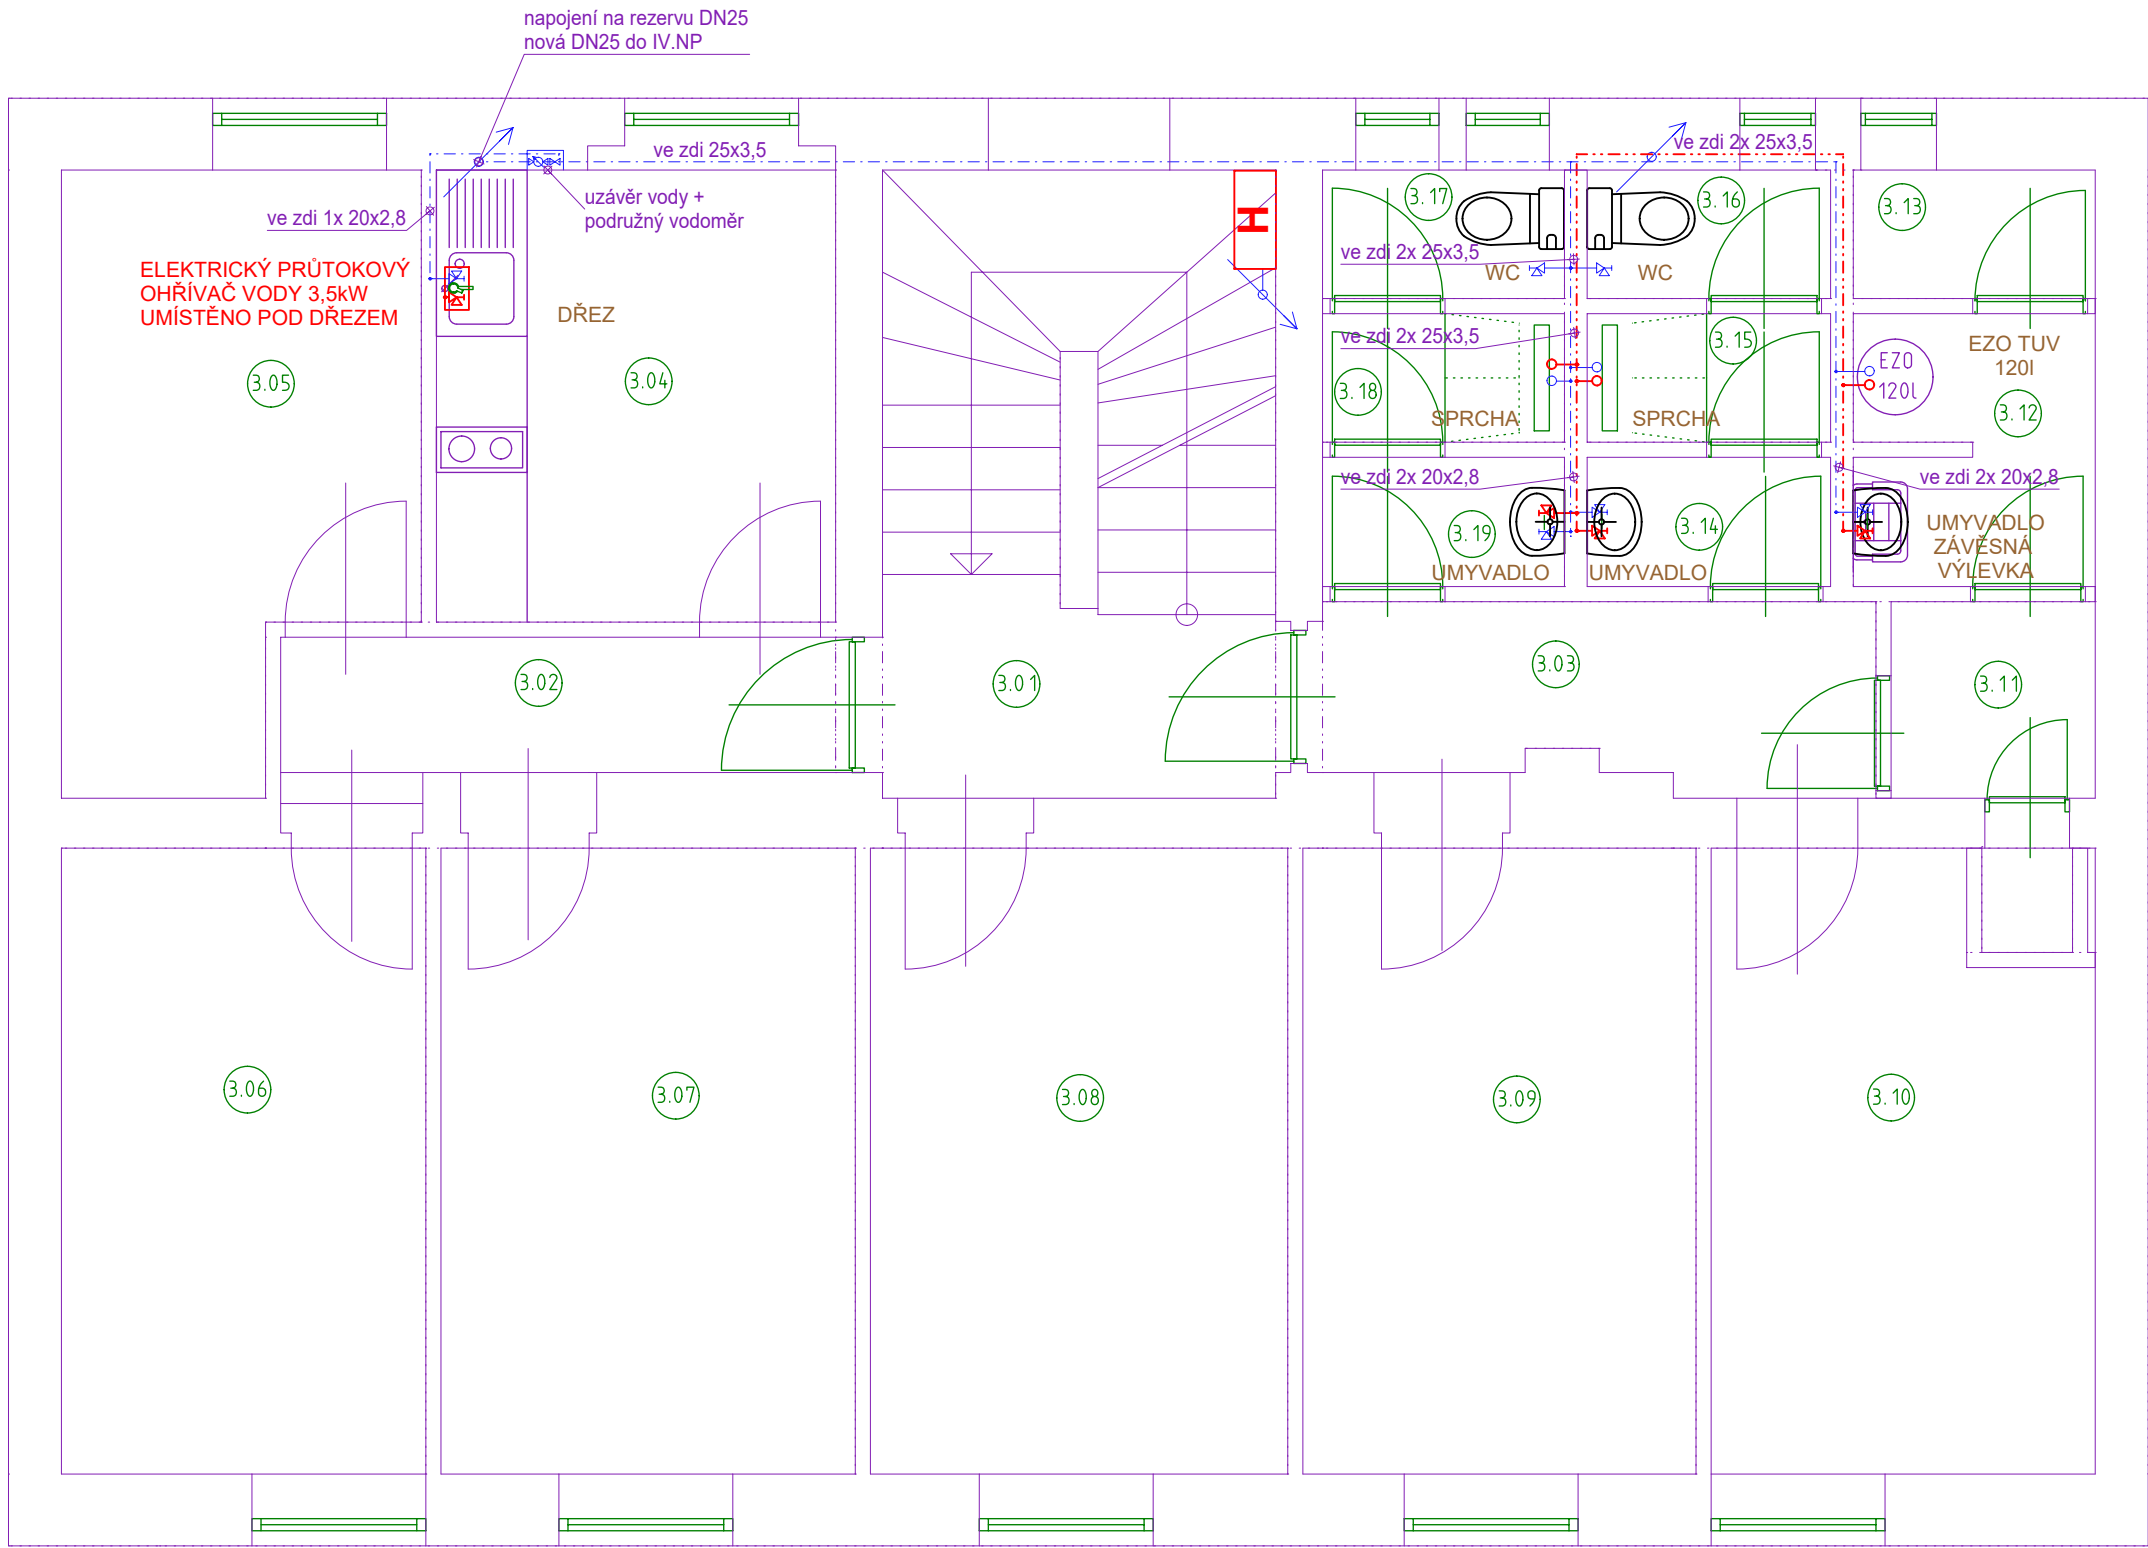 napojení na rezervu DN25
nová DN25 do IV.NP
ve zdi 25x3,5
ve zdi 2x 25x3,5
uzávěr vody +
podružný vodoměr
ve zdi 1x 20x2,8
ELEKTRICKÝ PRŮTOKOVÝ
OHŘÍVAČ VODY 3,5kW
UMÍSTĚNO POD DŘEZEM
DŘEZ
H
3.17
3.16
3.13
ve zdi 2x 25x3,5
WC
WC
ve zdi 2x 25x3,5
3.15
EZO TUV
120l
EZO
120l
3.05
3.04
3.18
3.12
SPRCHA
SPRCHA
ve zdi 2x 20x2,8
ve zdi 2x 20x2,8
3.19
3.14
UMYVADLO
ZÁVĚSNÁ
VÝLEVKA
UMYVADLO
UMYVADLO
3.02
3.01
3.03
3.11
3.06
3.07
3.08
3.09
3.10